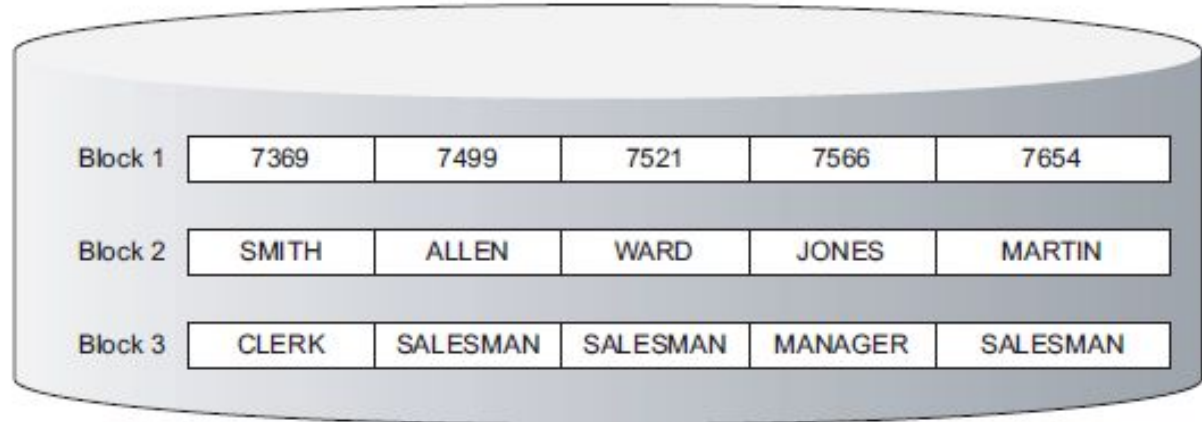 Block 1 7369 7499 7521 7566 7654
Block 2 SMITH ALLEN WARD JONES MARTIN
Block 3 CLERK SALESMAN SALESMAN MANAGER SALESMAN